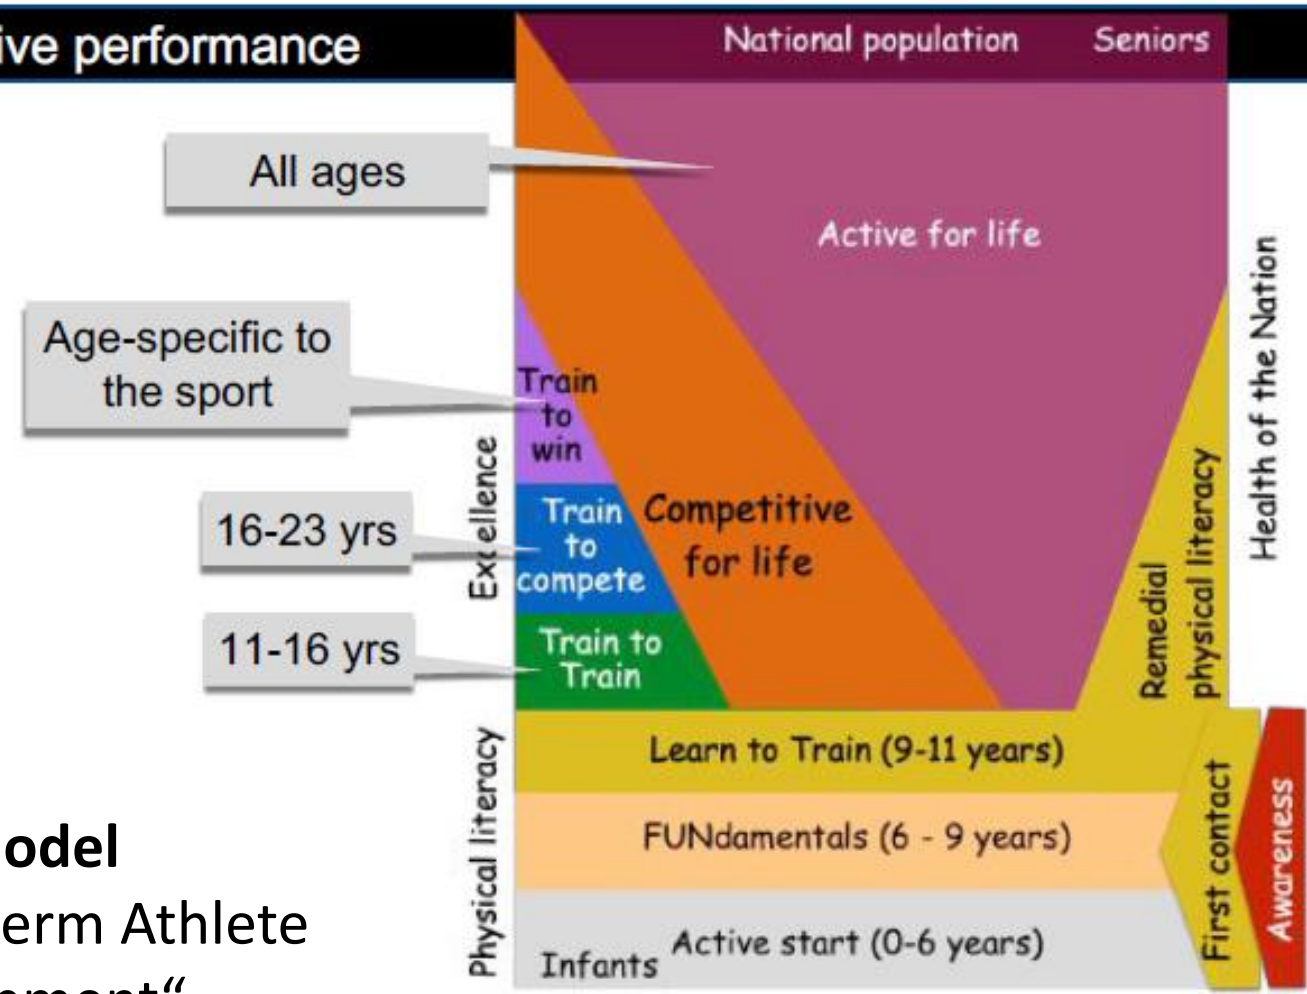 ive performance
National population
Seniors
All ages
Active for life
Age-specific to
the sport
Train
to
win
Excellence
16-23 yrs
Train
to
compete
Competitive
for life
11-16 yrs
Train to
Train
Remedial
physical literacy
Health of the Nation
Physical literacy
Learn to Train (9-11 years)
FUNdamentals (6 - 9 years)
Infants
Active start (0-6 years)
First contact
Awareness
odel
erm Athlete